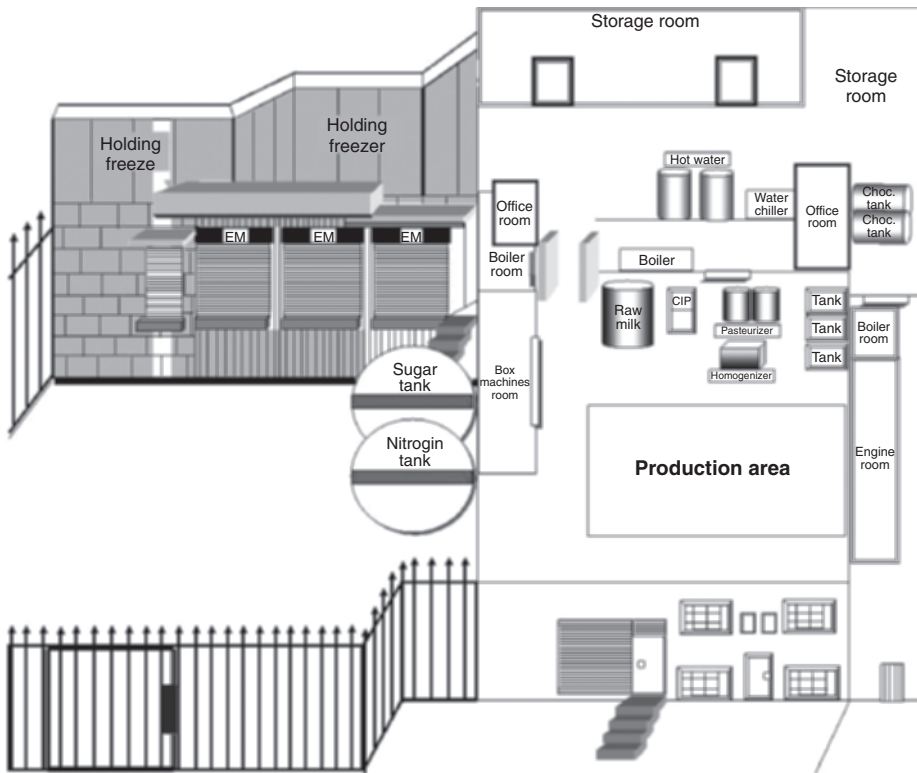 Storage room
Storage
room
Holding
freeze
Holding
freezer
Hot water
Water
chiller
Office
room
Choc.
tank
Choc.
tank
Office
room
EM
EM
EM
Boiler
room
Boiler
Raw
milk
CIP
Pasteurizer
Homogenizer
Tank
Tank
Tank
Boiler
room
Sugar
tank
Box
machines
room
Nitrogin
tank
Production area
Engine
room